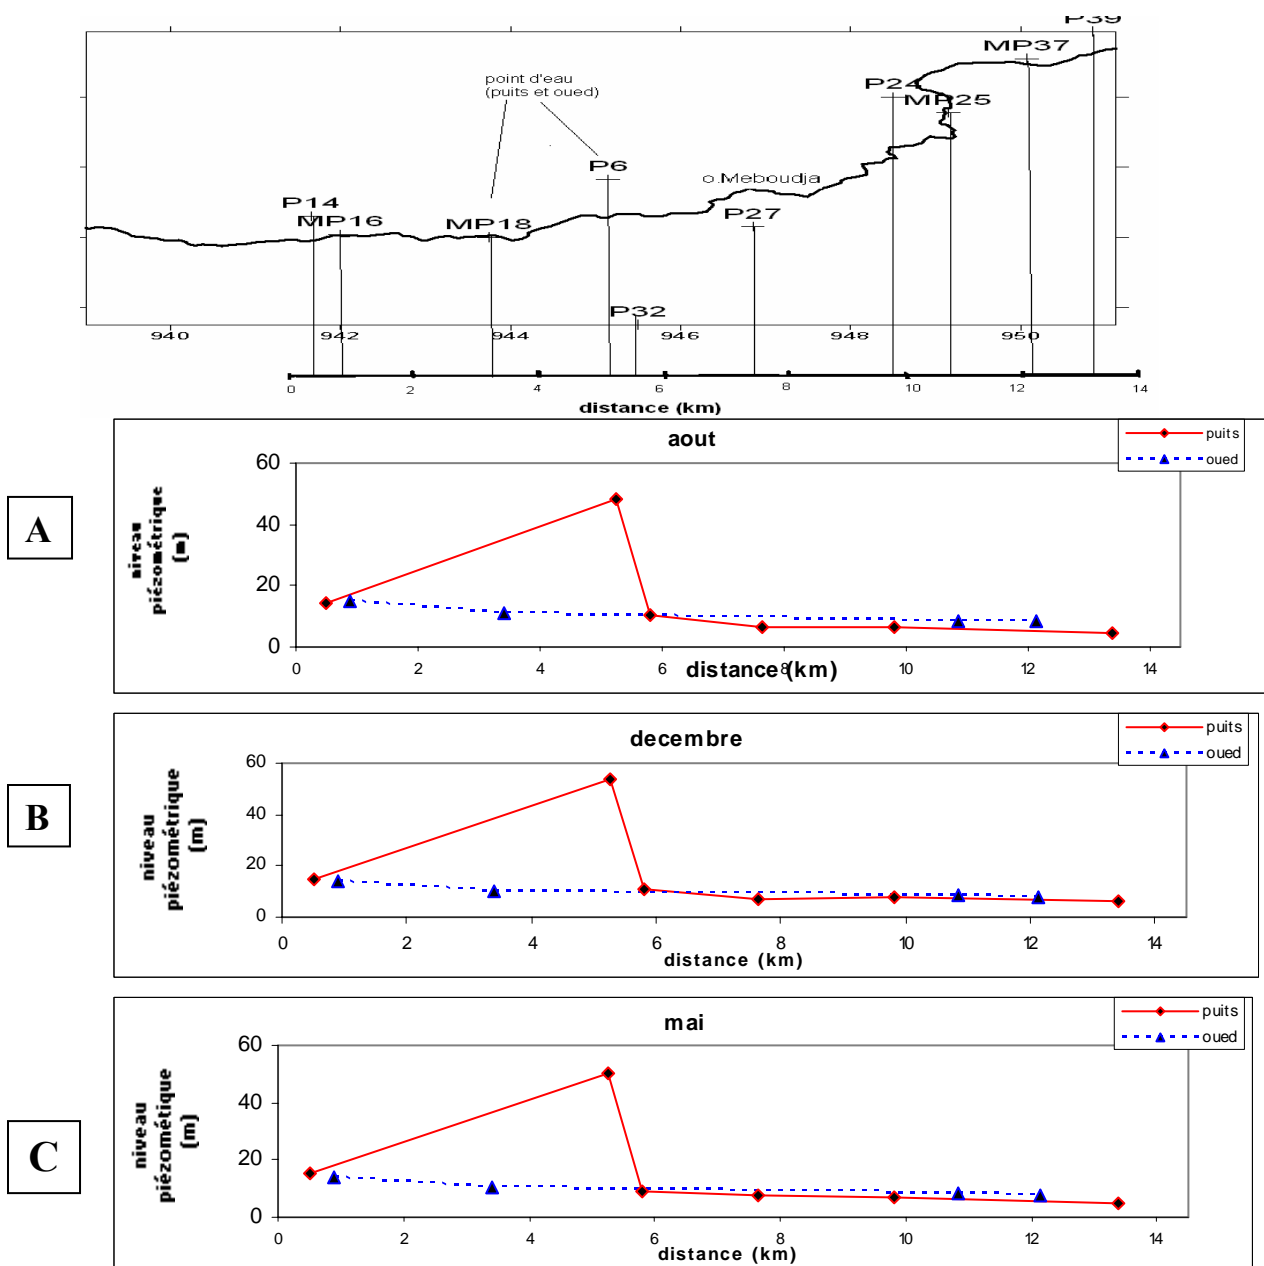 P39
MP37
point d'eau
(puits et oued)
P24
MP25
P6
o.Meboudja
P14
MP16
MP18
P27
P32
940 942 944 946 948 950
0 2 4 6 8 10 12 14
distance (km)
A
aout
puits
oued
niveau
piézométrique
(m)
60
40
20
0
0 2 4 6 8 10 12 14
distance (km)
B
decembre
puits
oued
niveau
piézométrique
(m)
60
40
20
0
0 2 4 6 8 10 12 14
distance (km)
C
mai
puits
oued
niveau
piézométique
(m)
60
40
20
0
0 2 4 6 8 10 12 14
distance (km)